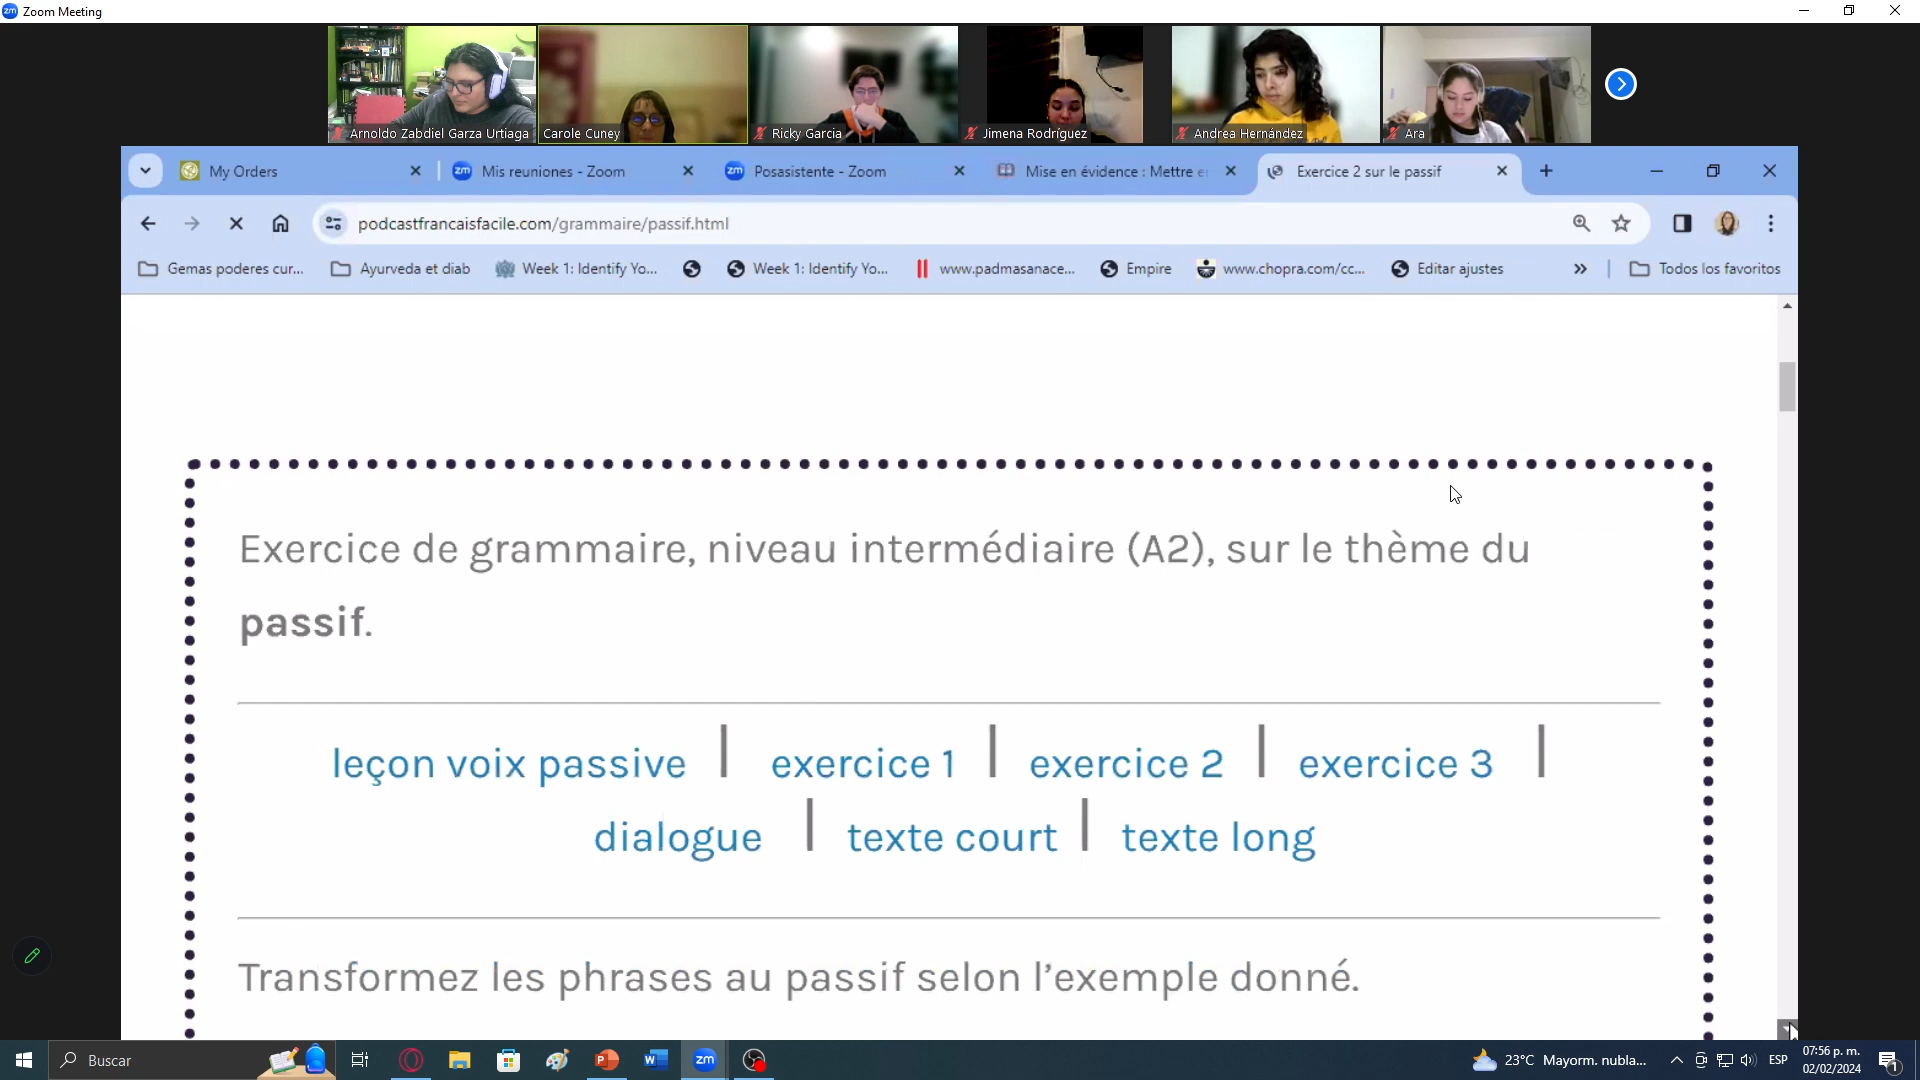 Zoom Meeting
Arnoldo Zabdiel Garza Urtiaga
Carole Cuney
Ricky Garcia
Jimena Rodríguez
Andrea Hernández
Ara
My Orders
Mis reuniones - Zoom
Posasistente - Zoom
Mise en évidence : Mettre e
Exercice 2 sur le passif
podcastfrancaisfacile.com/grammaire/passif.html
Gemas poderes cur...
Ayurveda et diab
Week 1: Identify Yo...
Week 1: Identify Yo...
www.padmasanace...
Empire
www.chopra.com/cc...
Editar ajustes
Todos los favoritos
Exercice de grammaire, niveau intermédiaire (A2), sur le thème du
passif.
leçon voix passive | exercice 1 | exercice 2 | exercice 3 |
dialogue | texte court | texte long
Transformez les phrases au passif selon l'exemple donné.
Buscar
23°C Mayorm. nubla...
ESP
07:56 p. m.
02/02/2024
1